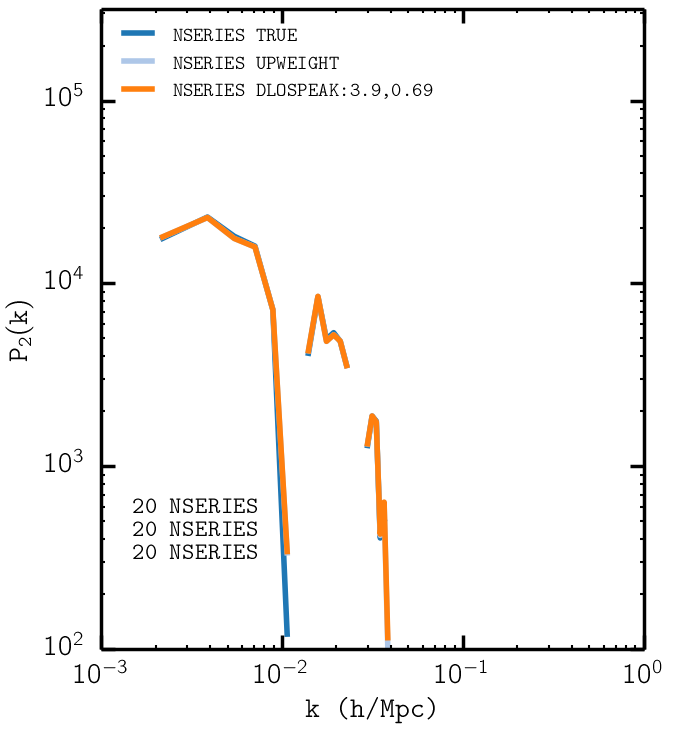 NSERIES TRUE
NSERIES UPWEIGHT
NSERIES DLOSPEAK:3.9,0.69
10^5
10^4
10^3
10^2
P_2(k)
20 NSERIES
20 NSERIES
20 NSERIES
10^−3
10^−2
10^−1
10^0
k (h/Mpc)